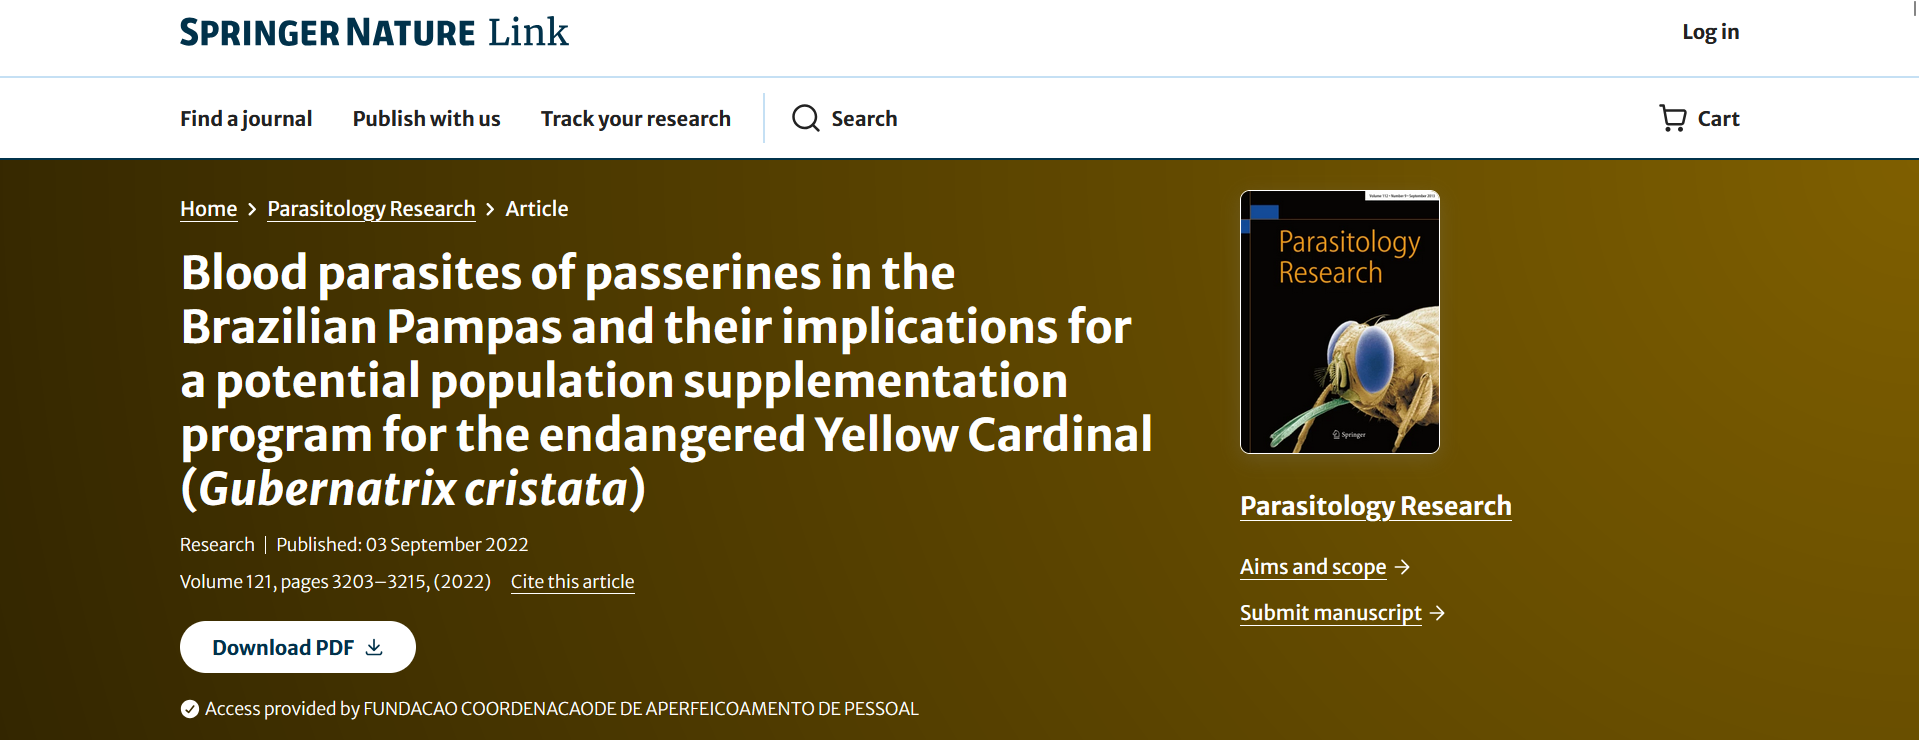 SPRINGER NATURE Link
Log in
Find a journal
Publish with us
Track your research
Search
Cart
Home > Parasitology Research > Article
Blood parasites of passerines in the
Brazilian Pampas and their implications for
a potential population supplementation
program for the endangered Yellow Cardinal
(Gubernatrix cristata)
Research | Published: 03 September 2022
Volume 121, pages 3203–3215, (2022) Cite this article
Download PDF
Access provided by FUNDACAO COORDENACAODE DE APERFEICOAMENTO DE PESSOAL
Parasitology
Research
Springer
Parasitology Research
Aims and scope →
Submit manuscript →